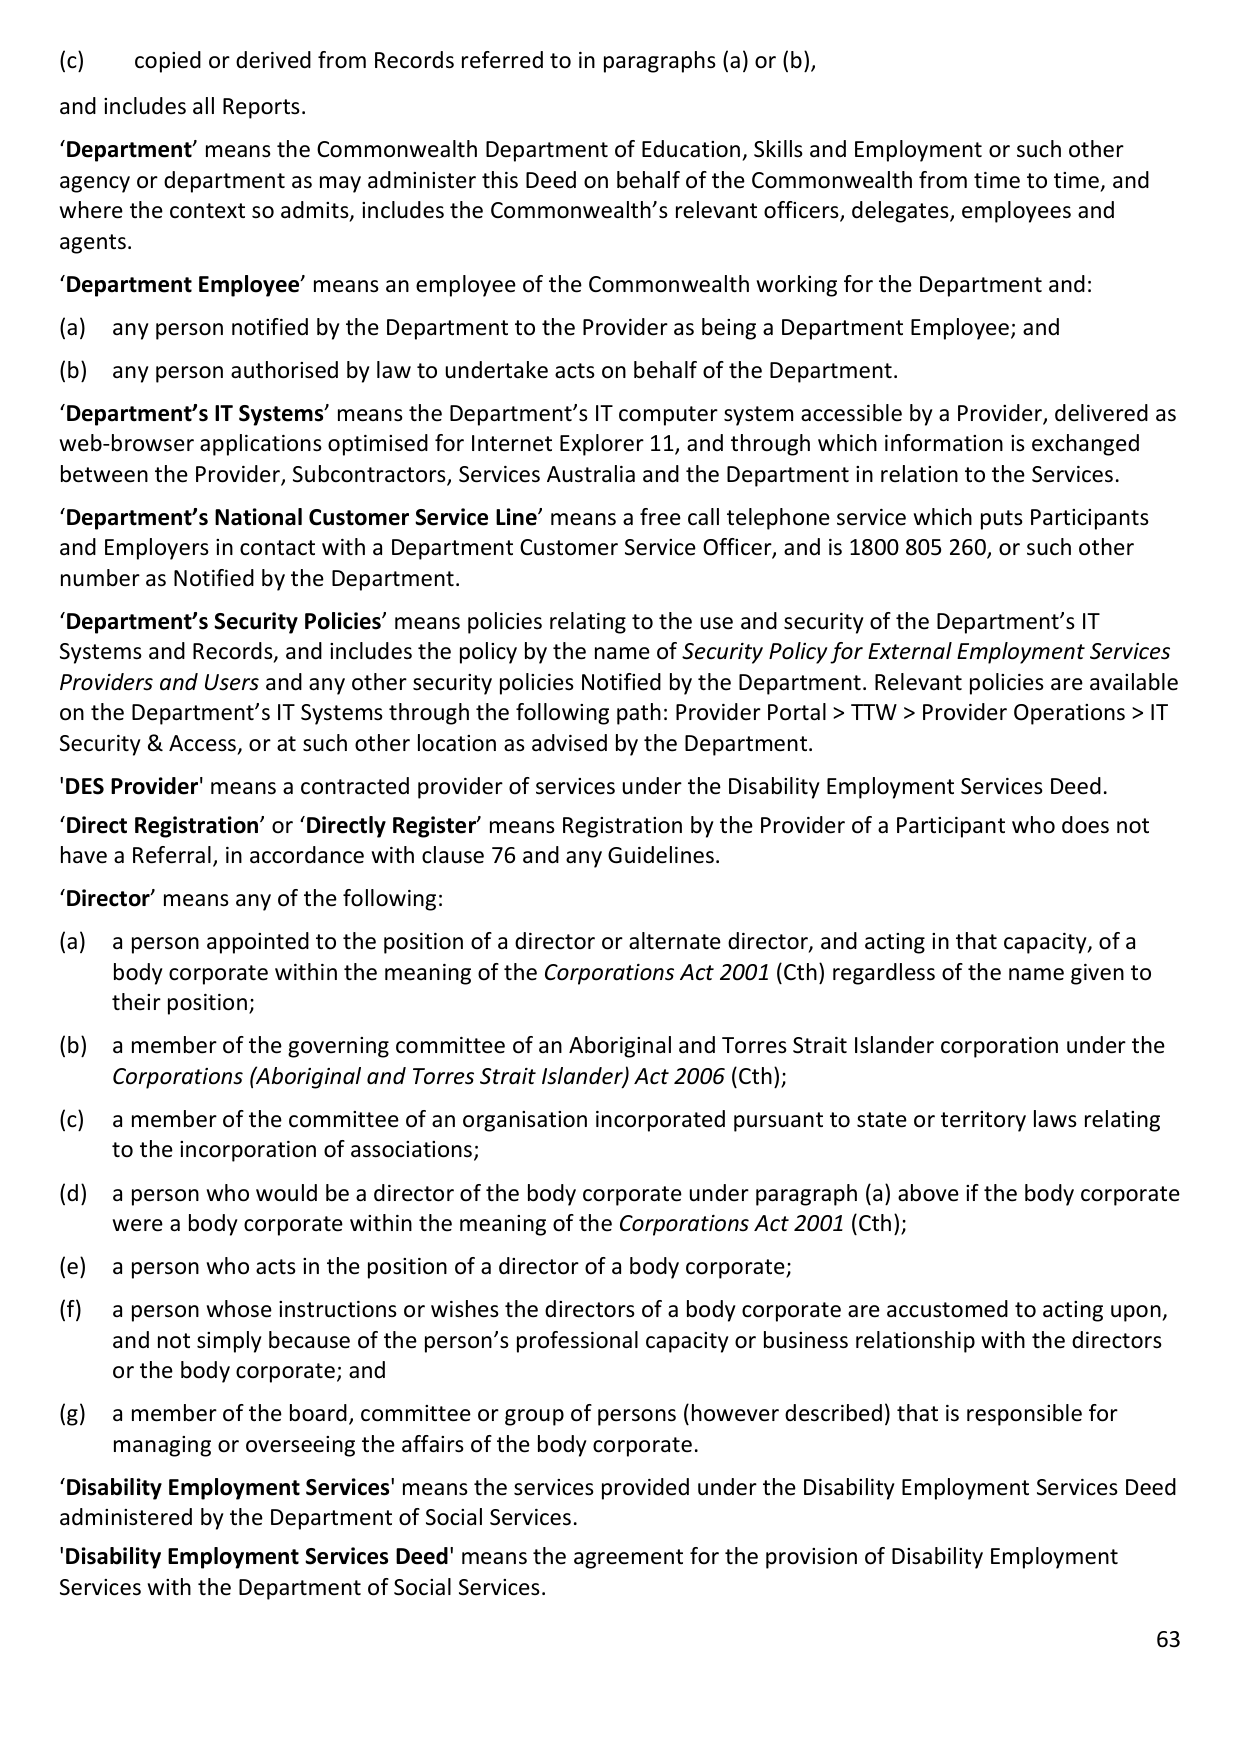 (c) copied or derived from Records referred to in paragraphs (a) or (b),
and includes all Reports.
‘Department’ means the Commonwealth Department of Education, Skills and Employment or such other
agency or department as may administer this Deed on behalf of the Commonwealth from time to time, and
where the context so admits, includes the Commonwealth’s relevant officers, delegates, employees and
agents.
‘Department Employee’ means an employee of the Commonwealth working for the Department and:
(a) any person notified by the Department to the Provider as being a Department Employee; and
(b) any person authorised by law to undertake acts on behalf of the Department.
‘Department’s IT Systems’ means the Department’s IT computer system accessible by a Provider, delivered as
web-browser applications optimised for Internet Explorer 11, and through which information is exchanged
between the Provider, Subcontractors, Services Australia and the Department in relation to the Services.
‘Department’s National Customer Service Line’ means a free call telephone service which puts Participants
and Employers in contact with a Department Customer Service Officer, and is 1800 805 260, or such other
number as Notified by the Department.
‘Department’s Security Policies’ means policies relating to the use and security of the Department’s IT
Systems and Records, and includes the policy by the name of Security Policy for External Employment Services
Providers and Users and any other security policies Notified by the Department. Relevant policies are available
on the Department’s IT Systems through the following path: Provider Portal > TTW > Provider Operations > IT
Security & Access, or at such other location as advised by the Department.
'DES Provider' means a contracted provider of services under the Disability Employment Services Deed.
‘Direct Registration’ or ‘Directly Register’ means Registration by the Provider of a Participant who does not
have a Referral, in accordance with clause 76 and any Guidelines.
‘Director’ means any of the following:
(a) a person appointed to the position of a director or alternate director, and acting in that capacity, of a
body corporate within the meaning of the Corporations Act 2001 (Cth) regardless of the name given to
their position;
(b) a member of the governing committee of an Aboriginal and Torres Strait Islander corporation under the
Corporations (Aboriginal and Torres Strait Islander) Act 2006 (Cth);
(c) a member of the committee of an organisation incorporated pursuant to state or territory laws relating
to the incorporation of associations;
(d) a person who would be a director of the body corporate under paragraph (a) above if the body corporate
were a body corporate within the meaning of the Corporations Act 2001 (Cth);
(e) a person who acts in the position of a director of a body corporate;
(f) a person whose instructions or wishes the directors of a body corporate are accustomed to acting upon,
and not simply because of the person’s professional capacity or business relationship with the directors
or the body corporate; and
(g) a member of the board, committee or group of persons (however described) that is responsible for
managing or overseeing the affairs of the body corporate.
‘Disability Employment Services' means the services provided under the Disability Employment Services Deed
administered by the Department of Social Services.
'Disability Employment Services Deed' means the agreement for the provision of Disability Employment
Services with the Department of Social Services.
63